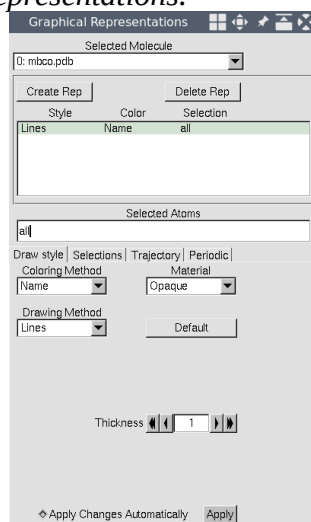 epresentations:
Graphical Representations
Selected Molecule
0: mbco.pdb
Create Rep Delete Rep
Style Color Selection
Lines Name all
Selected Atoms
all
Draw style Selections Trajectory Periodic
Coloring Method Material
Name Opaque
Drawing Method
Lines Default
Thickness 1
Apply Changes Automatically Apply